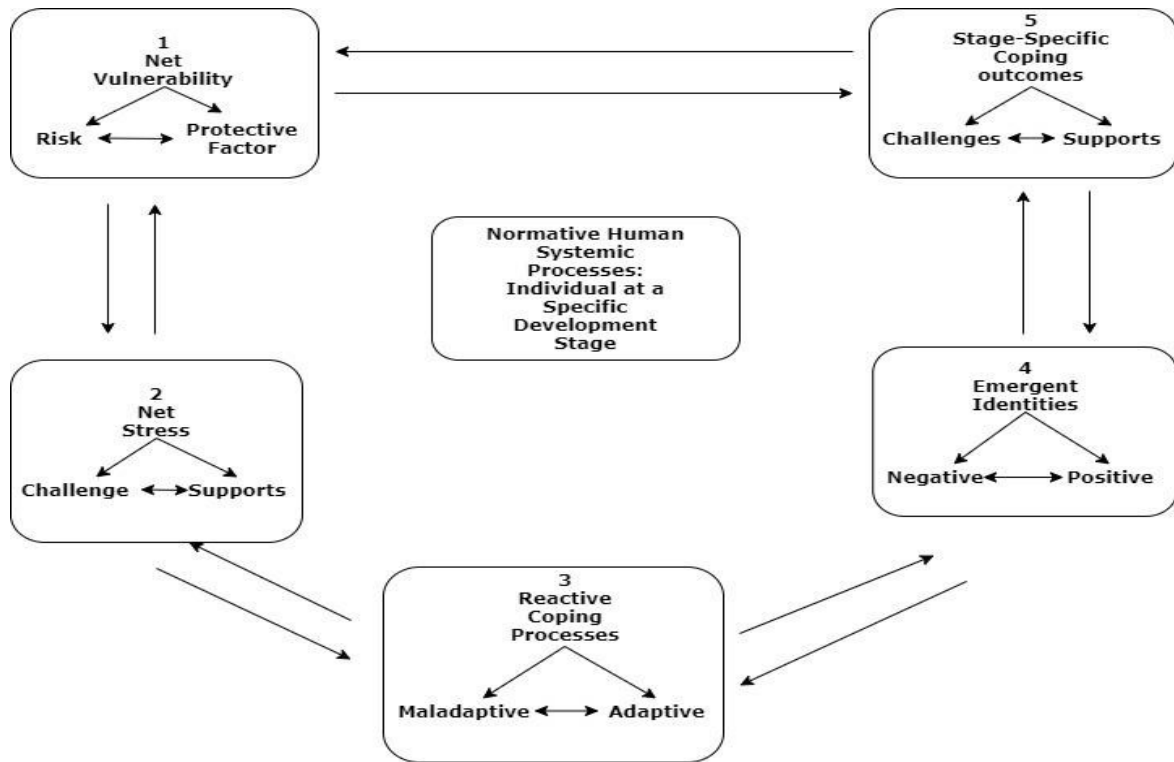 1
Net
Vulnerability
Risk
Protective
Factor
5
Stage-Specific
Coping
outcomes
Challenges
Supports
Normative Human
Systemic
Processes:
Individual at a
Specific
Development
Stage
2
Net
Stress
Challenge
Supports
4
Emergent
Identities
Negative
Positive
3
Reactive
Coping
Processes
Maladaptive
Adaptive